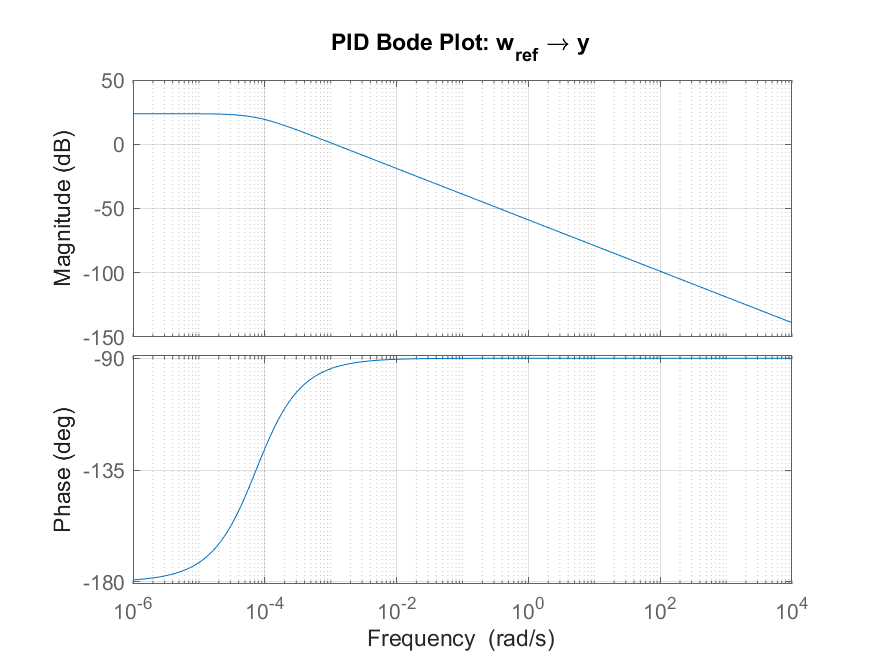 PID Bode Plot: w_ref → y
50
0
-50
-100
-150
Magnitude (dB)
-90
-135
-180
Phase (deg)
10^-6 10^-4 10^-2 10^0 10^2 10^4
Frequency (rad/s)